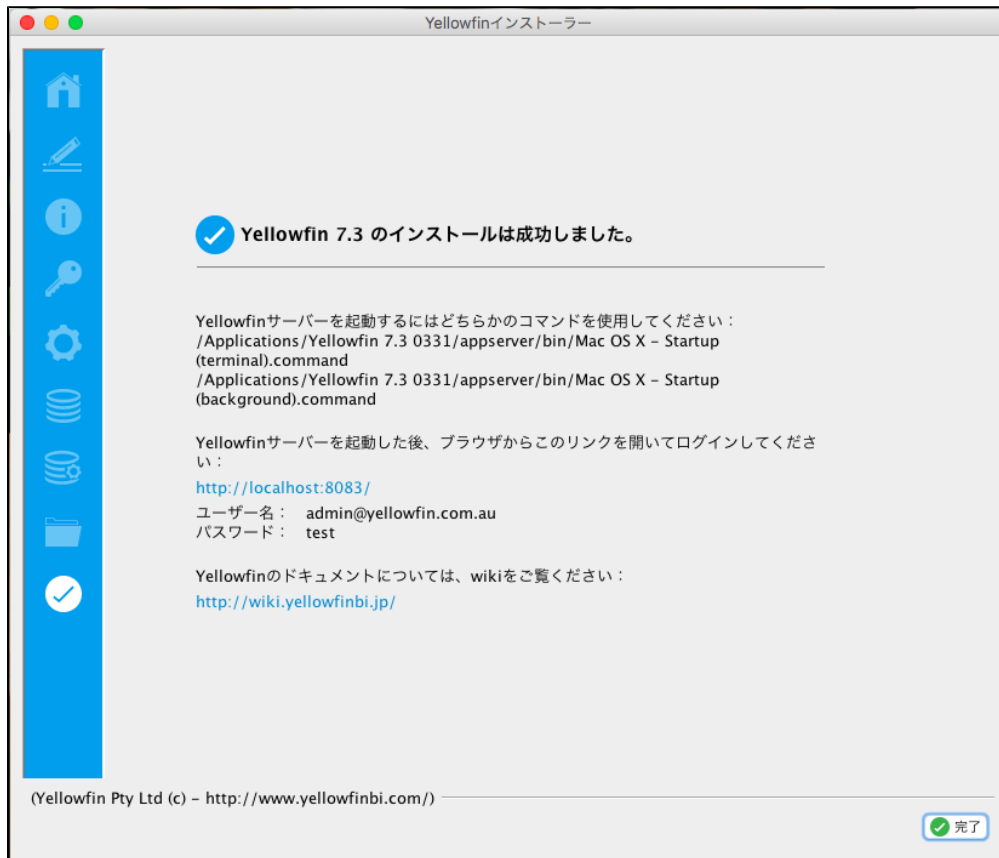 Yellowfinインストーラー
Yellowfin 7.3 のインストールは成功しました。
Yellowfinサーバーを起動するにはどちらかのコマンドを使用してください：
/Applications/Yellowfin 7.3 0331/appserver/bin/Mac OS X – Startup
(terminal).command
/Applications/Yellowfin 7.3 0331/appserver/bin/Mac OS X – Startup
(background).command
Yellowfinサーバーを起動した後、ブラウザからこのリンクを開いてログインしてくださ
い：
http://localhost:8083/
ユーザー名： admin@yellowfin.com.au
パスワード： test
Yellowfinのドキュメントについては、wikiをご覧ください：
http://wiki.yellowfinbi.jp/
(Yellowfin Pty Ltd (c) – http://www.yellowfinbi.com/)
完了